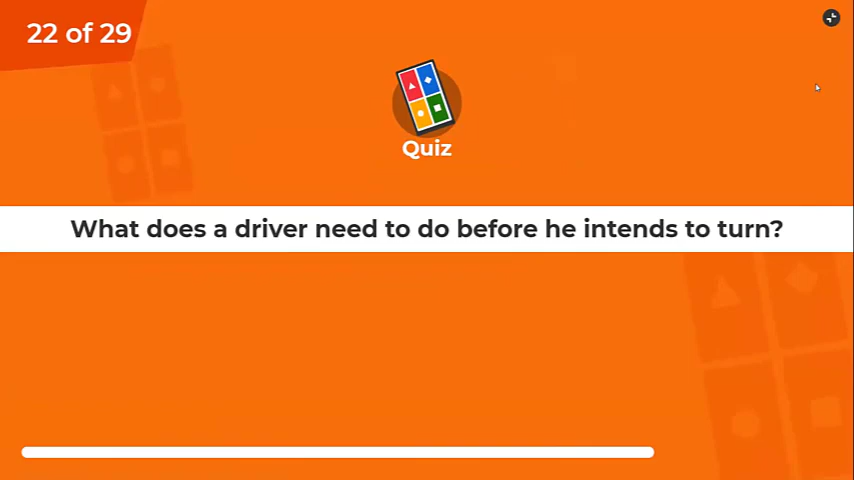 22 of 29
Quiz
What does a driver need to do before he intends to turn?